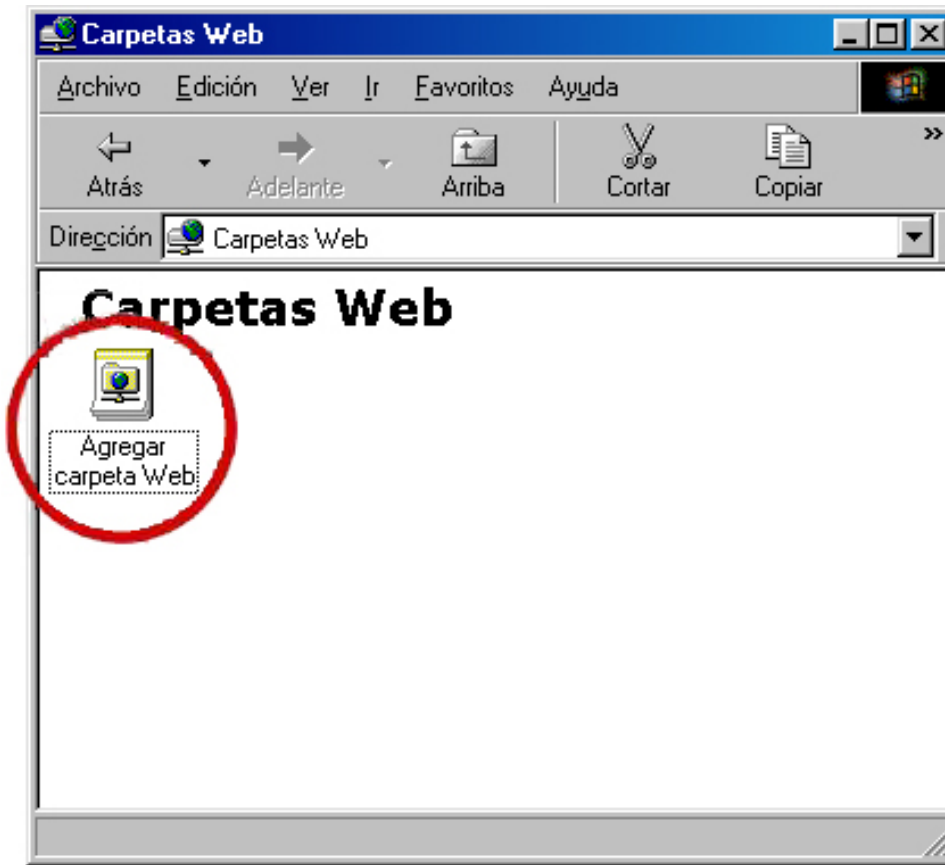 Carpetas Web
Archivo Edición Ver Ir Favoritos Ayuda
Atrás Adelante Arriba Cortar Copiar »
Dirección Carpetas Web
Carpetas Web
Agregar
carpeta Web